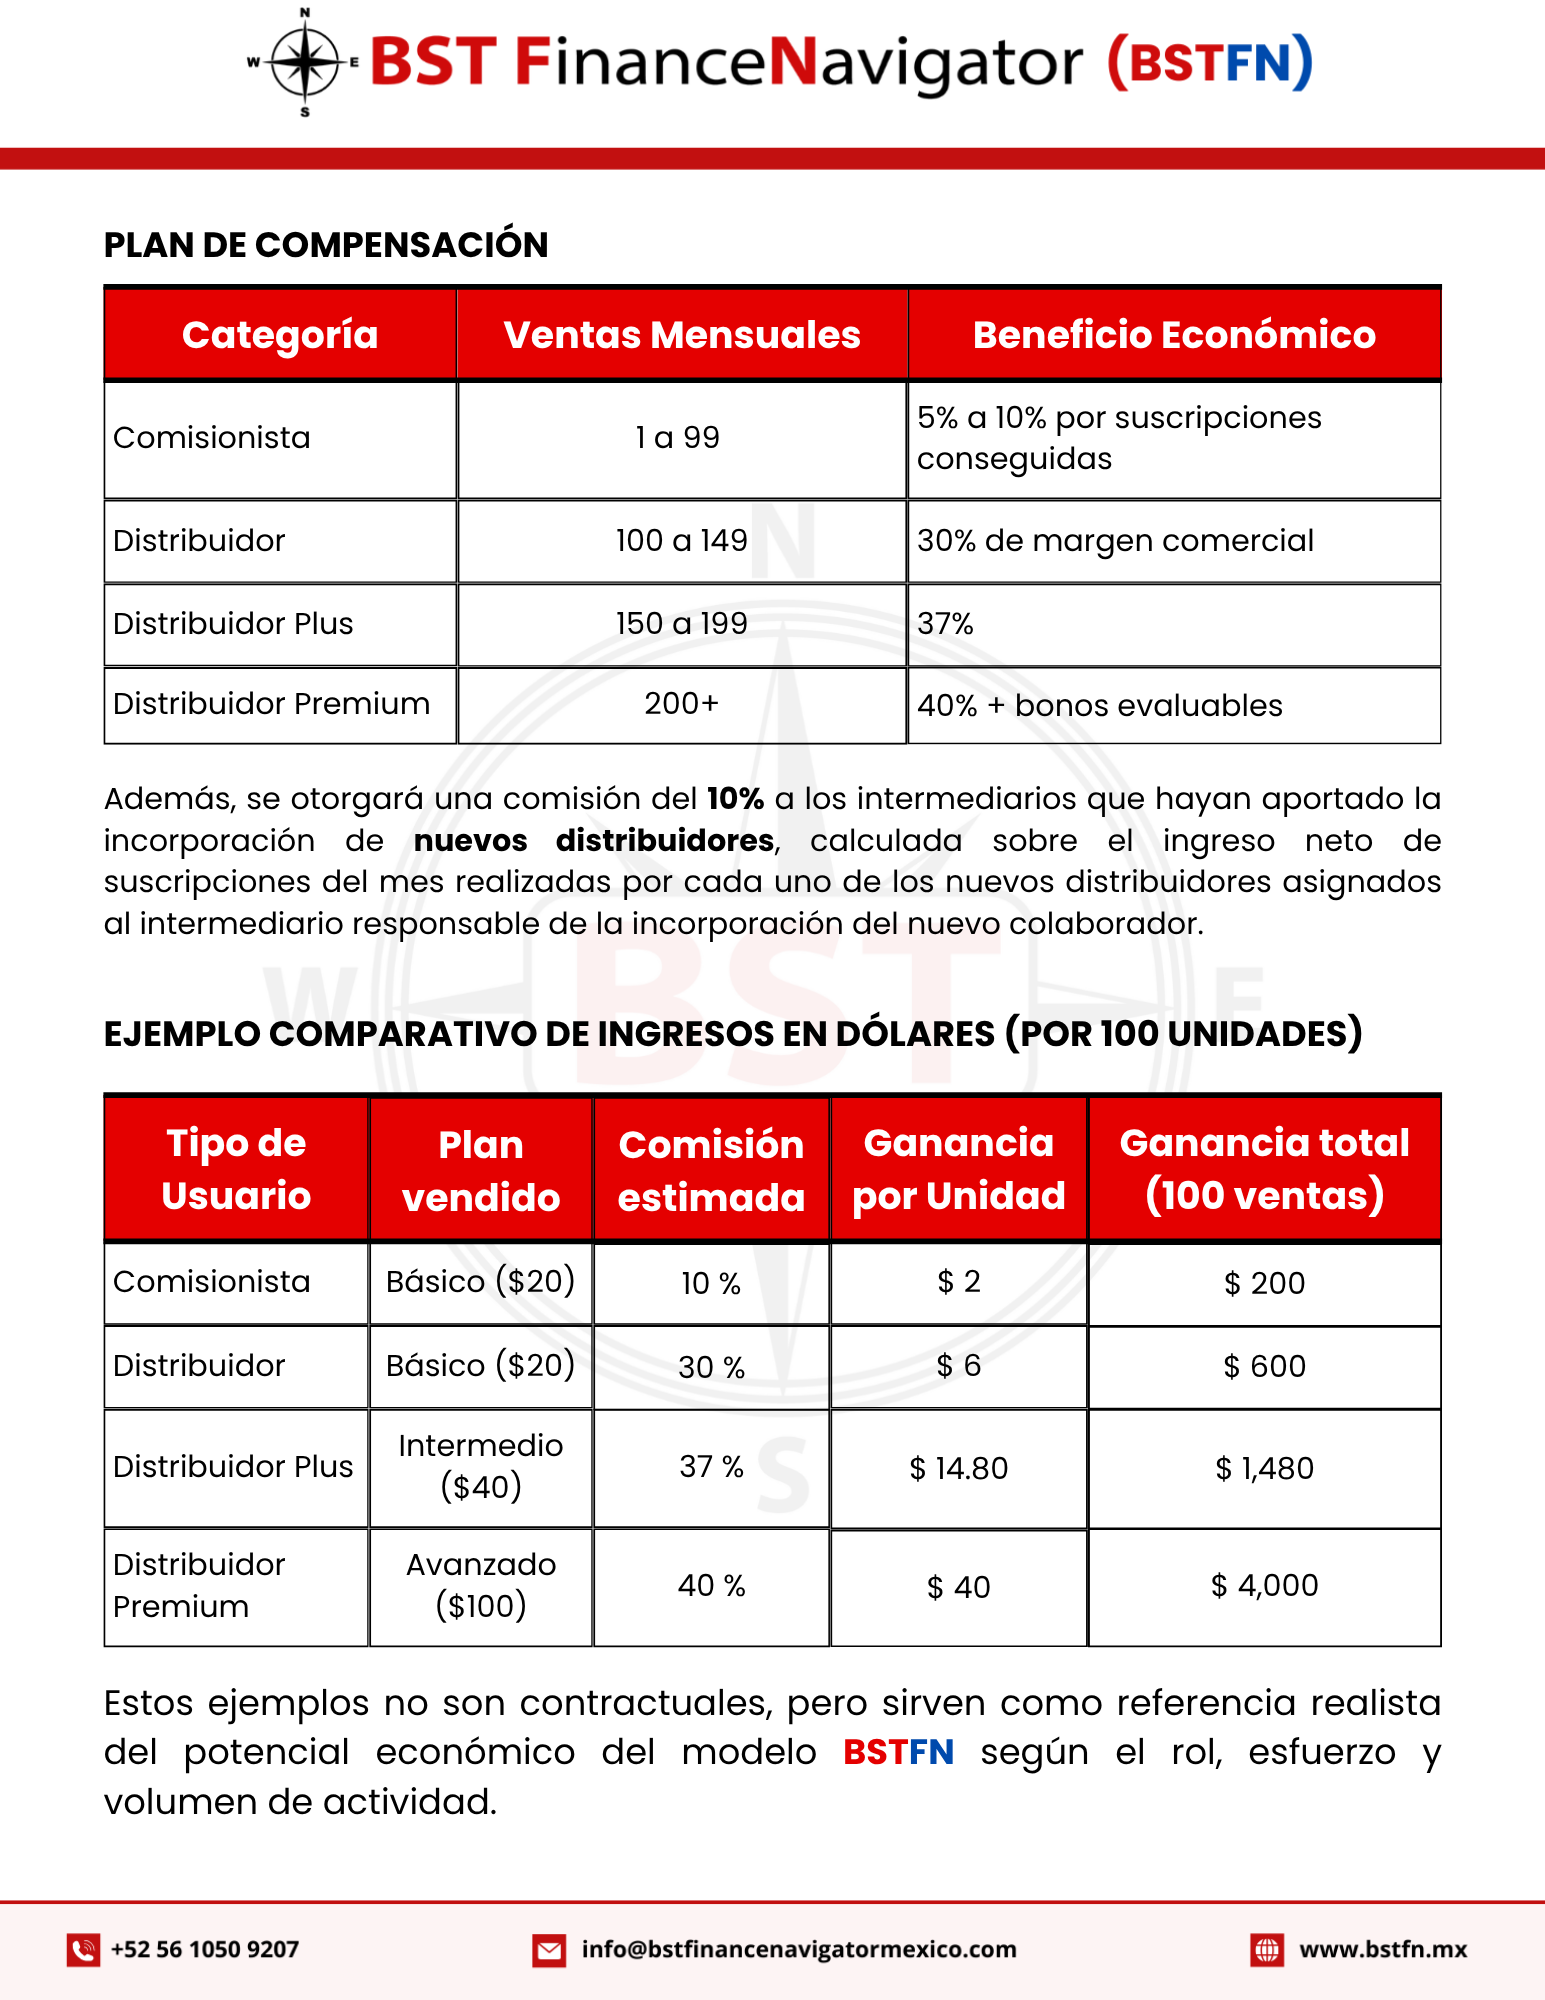 N
W
E
S
BST FinanceNavigator (BSTFN)
PLAN DE COMPENSACIÓN
Categoría Ventas Mensuales Beneficio Económico
Comisionista 1 a 99 5% a 10% por suscripciones
conseguidas
Distribuidor 100 a 149 30% de margen comercial
Distribuidor Plus 150 a 199 37%
Distribuidor Premium 200+ 40% + bonos evaluables
Además, se otorgará una comisión del 10% a los intermediarios que hayan aportado la
incorporación de nuevos distribuidores, calculada sobre el ingreso neto de
suscripciones del mes realizadas por cada uno de los nuevos distribuidores asignados
al intermediario responsable de la incorporación del nuevo colaborador.
N
W
E
S
BST
EJEMPLO COMPARATIVO DE INGRESOS EN DÓLARES (POR 100 UNIDADES)
Tipo de Usuario Plan vendido Comisión estimada Ganancia por Unidad Ganancia total (100 ventas)
Comisionista Básico ($20) 10 % $ 2 $ 200
Distribuidor Básico ($20) 30 % $ 6 $ 600
Distribuidor Plus Intermedio ($40) 37 % $ 14.80 $ 1,480
Distribuidor Premium Avanzado ($100) 40 % $ 40 $ 4,000
Estos ejemplos no son contractuales, pero sirven como referencia realista
del potencial económico del modelo BSTFN según el rol, esfuerzo y
volumen de actividad.
+52 56 1050 9207 info@bstfinancenavigatormexico.com www.bstfn.mx